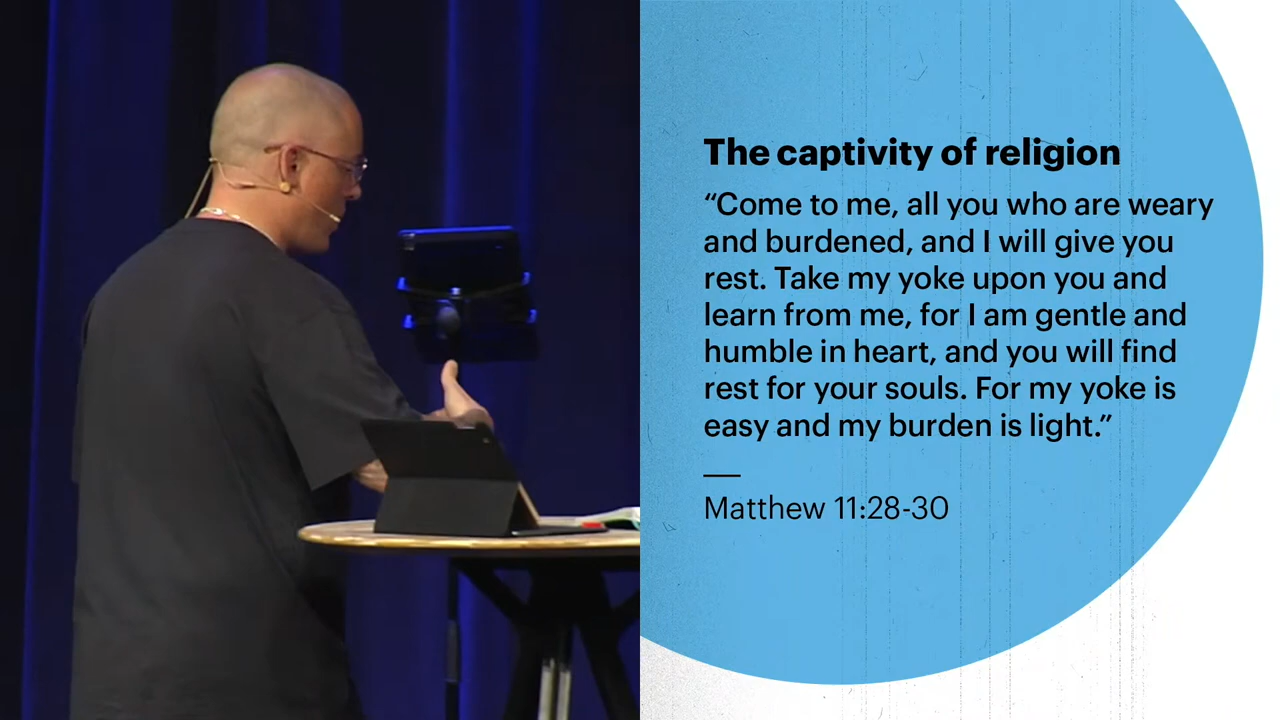 The captivity of religion
“Come to me, all you who are weary
and burdened, and I will give you
rest. Take my yoke upon you and
learn from me, for I am gentle and
humble in heart, and you will find
rest for your souls. For my yoke is
easy and my burden is light.”
Matthew 11:28-30